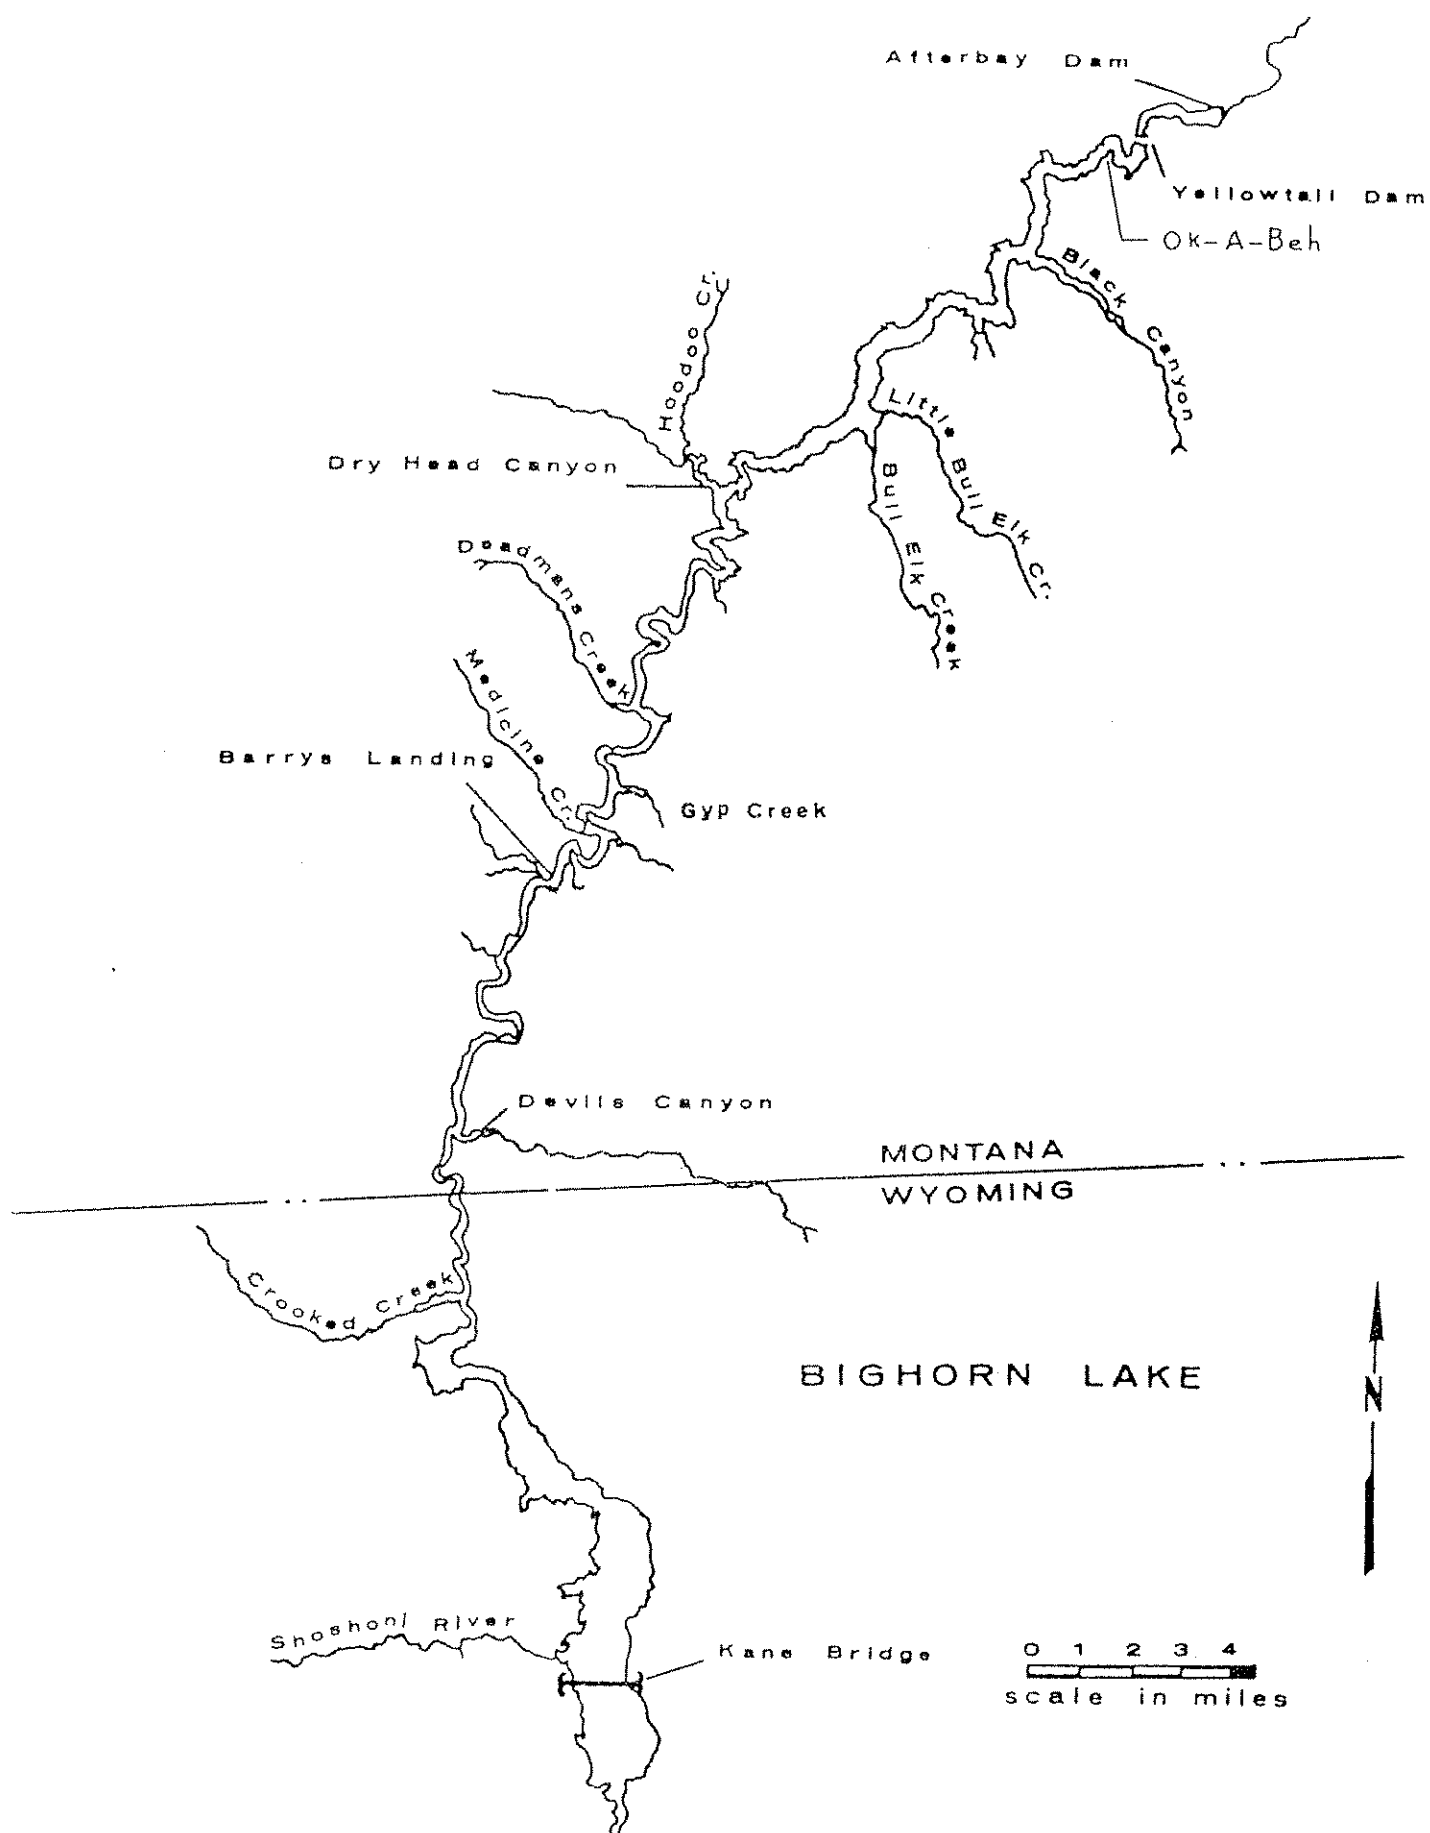 Afterbay Dam
Yellowtail Dam
Ok-A-Beh
Black Canyon
Hoodoo Cr.
Little Bull Elk Cr.
Dry Head Canyon
Bull Elk Creek
Deadmans Creek
Medicine Cr.
Barrys Landing
Gyp Creek
Devils Canyon
MONTANA
WYOMING
Crooked Creek
BIGHORN LAKE
N
Shoshoni River
Kane Bridge
0 1 2 3 4
scale in miles